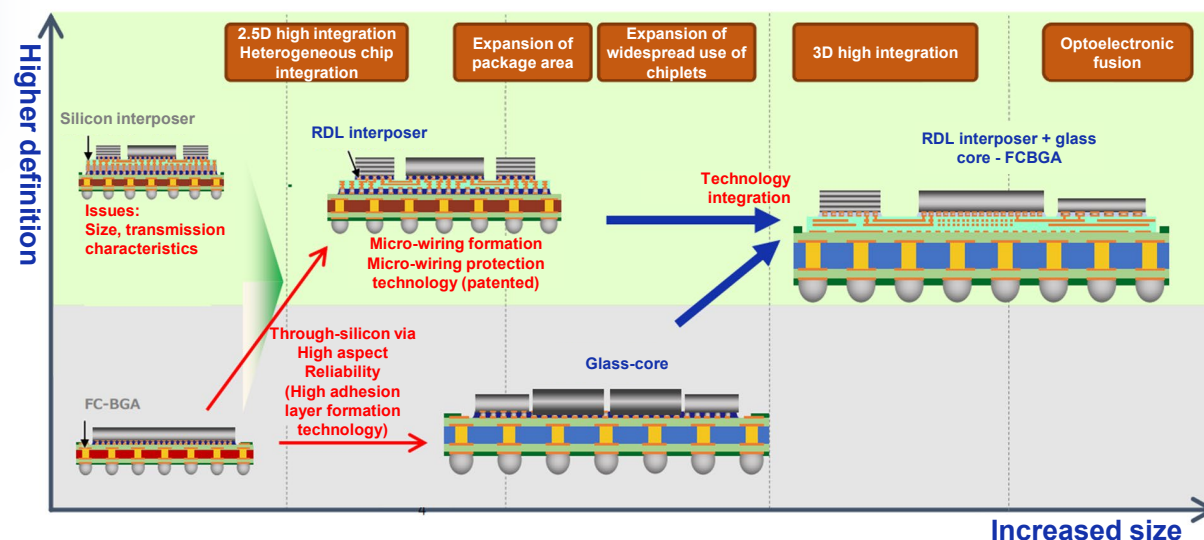 Higher definition
2.5D high integration
Heterogeneous chip
integration
Expansion of
package area
Expansion of
widespread use of
chiplets
3D high integration
Optoelectronic
fusion
Silicon interposer
Issues:
Size, transmission
characteristics
RDL interposer
Micro-wiring formation
Micro-wiring protection
technology (patented)
Technology
integration
RDL interposer + glass
core - FCBGA
FC-BGA
Through-silicon via
High aspect
Reliability
(High adhesion
layer formation
technology)
Glass-core
4
Increased size